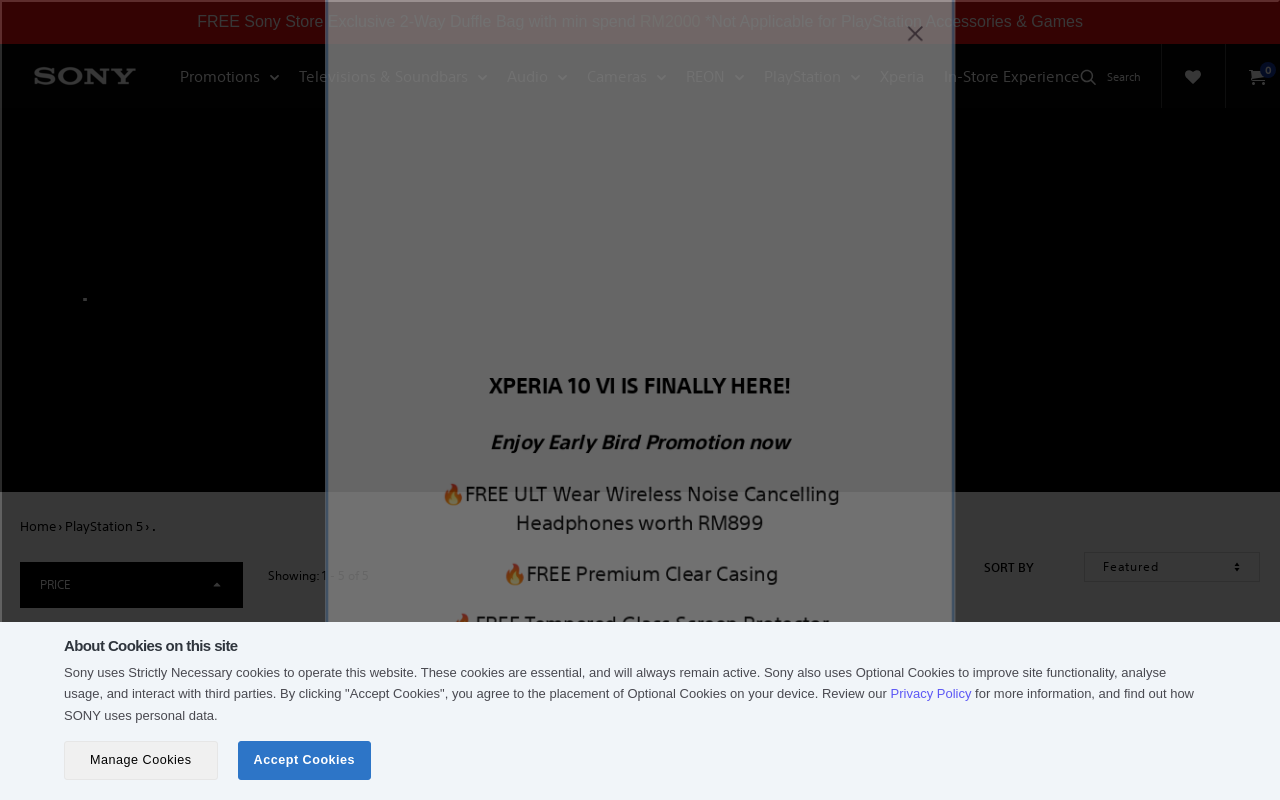 FREE Sony Store Exclusive 2-Way Duffle Bag with min spend RM2000 *Not Applicable for PlayStation Accessories & Games
SONY
Promotions
Televisions & Soundbars
Audio
Cameras
REON
PlayStation
Xperia
In-Store Experience
Search
0
XPERIA 10 VI IS FINALLY HERE!
Enjoy Early Bird Promotion now
🔥FREE ULT Wear Wireless Noise Cancelling
Headphones worth RM899
🔥FREE Premium Clear Casing
🔥FREE Tempered Glass Screen Protector
Home › PlayStation 5 › .
PRICE
Showing: 1 - 5 of 5
SORT BY
Featured
About Cookies on this site
Sony uses Strictly Necessary cookies to operate this website. These cookies are essential, and will always remain active. Sony also uses Optional Cookies to improve site functionality, analyse
usage, and interact with third parties. By clicking "Accept Cookies", you agree to the placement of Optional Cookies on your device. Review our Privacy Policy for more information, and find out how
SONY uses personal data.
Manage Cookies
Accept Cookies